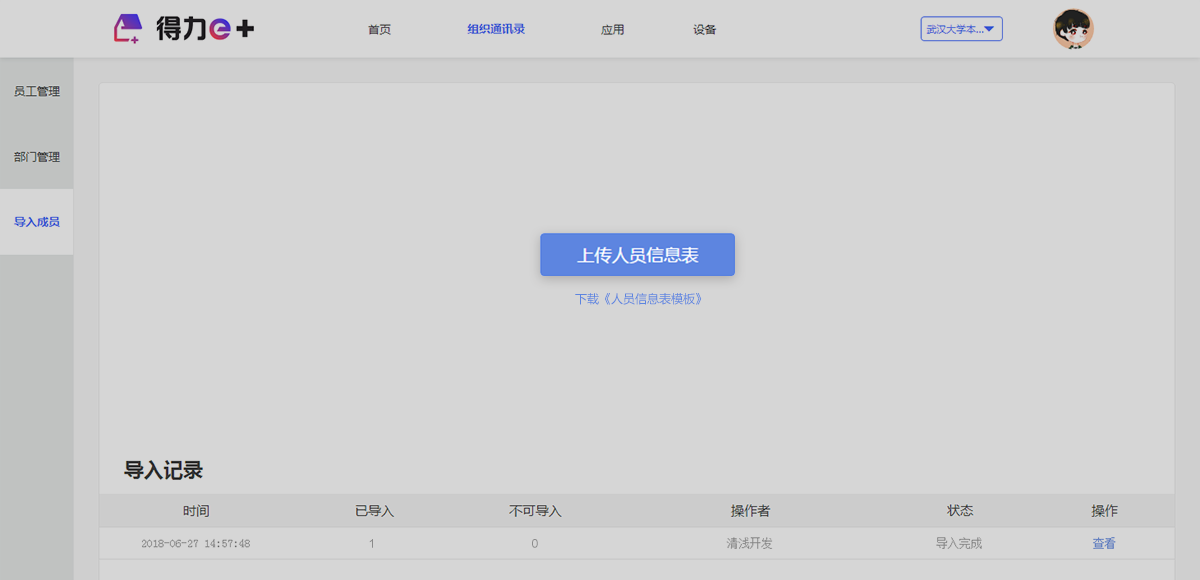 得力e+
首页
组织通讯录
应用
设备
武汉大学本...
员工管理
部门管理
导入成员
上传人员信息表
下载《人员信息表模板》
导入记录
时间 已导入 不可导入 操作者 状态 操作
2018-06-27 14:57:48 1 0 清浅开发 导入完成 查看